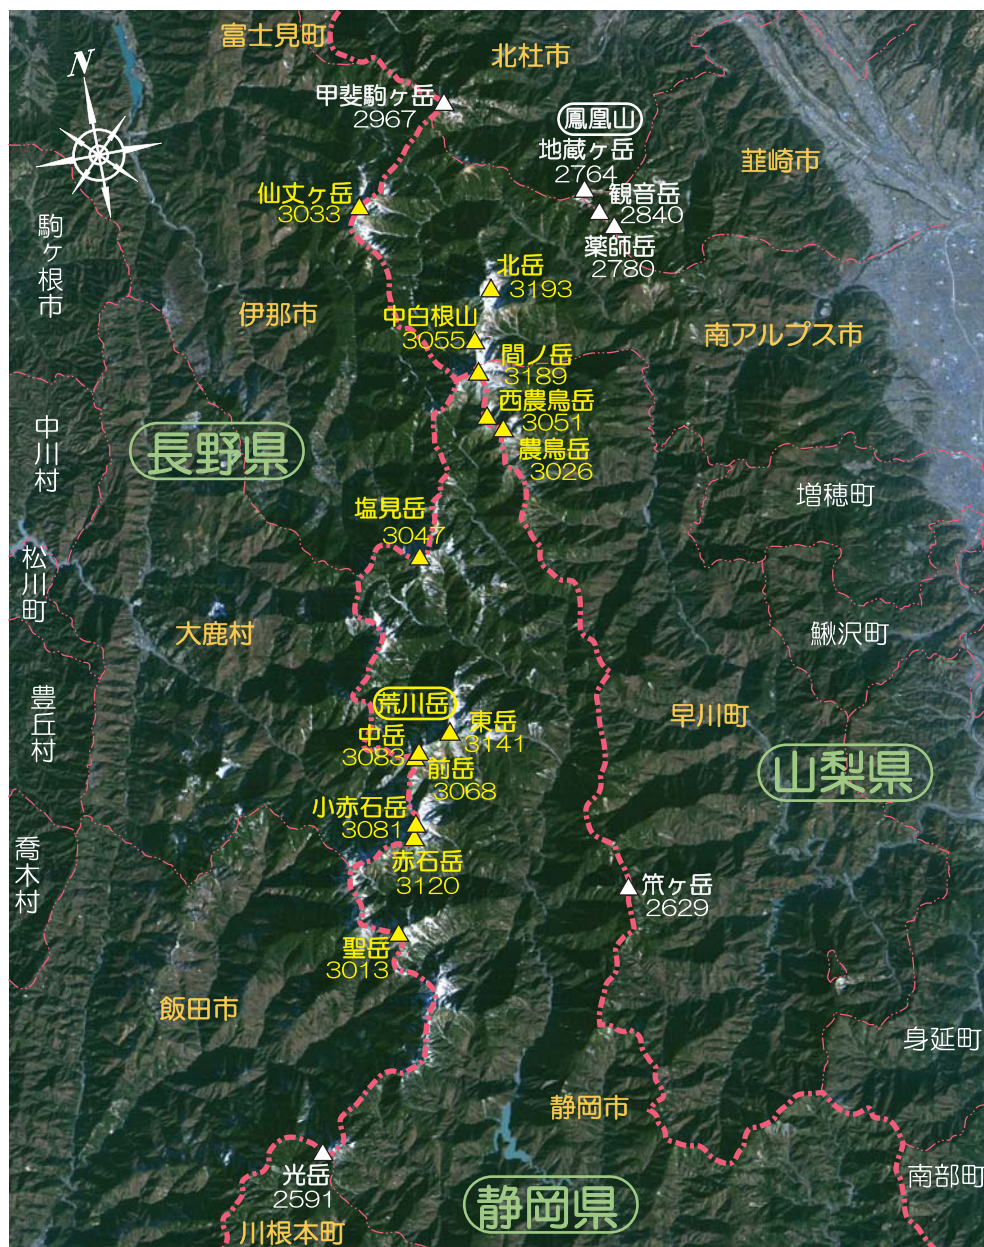 富士見町
北杜市
N
甲斐駒ヶ岳
2967
鳳凰山
地蔵ヶ岳
2764
韮崎市
観音岳
2840
仙丈ヶ岳
3033
薬師岳
2780
駒ヶ根市
北岳
3193
伊那市
中白根山
3055
南アルプス市
間ノ岳
3189
西農鳥岳
3051
農鳥岳
3026
中川村
長野県
増穂町
塩見岳
3047
松川町
大鹿村
鰍沢町
豊丘村
荒川岳
東岳
3141
早川町
中岳
3083
前岳
3068
山梨県
小赤石岳
3081
赤石岳
3120
喬木村
笊ヶ岳
2629
聖岳
3013
飯田市
身延町
静岡市
光岳
2591
南部町
静岡県
川根本町